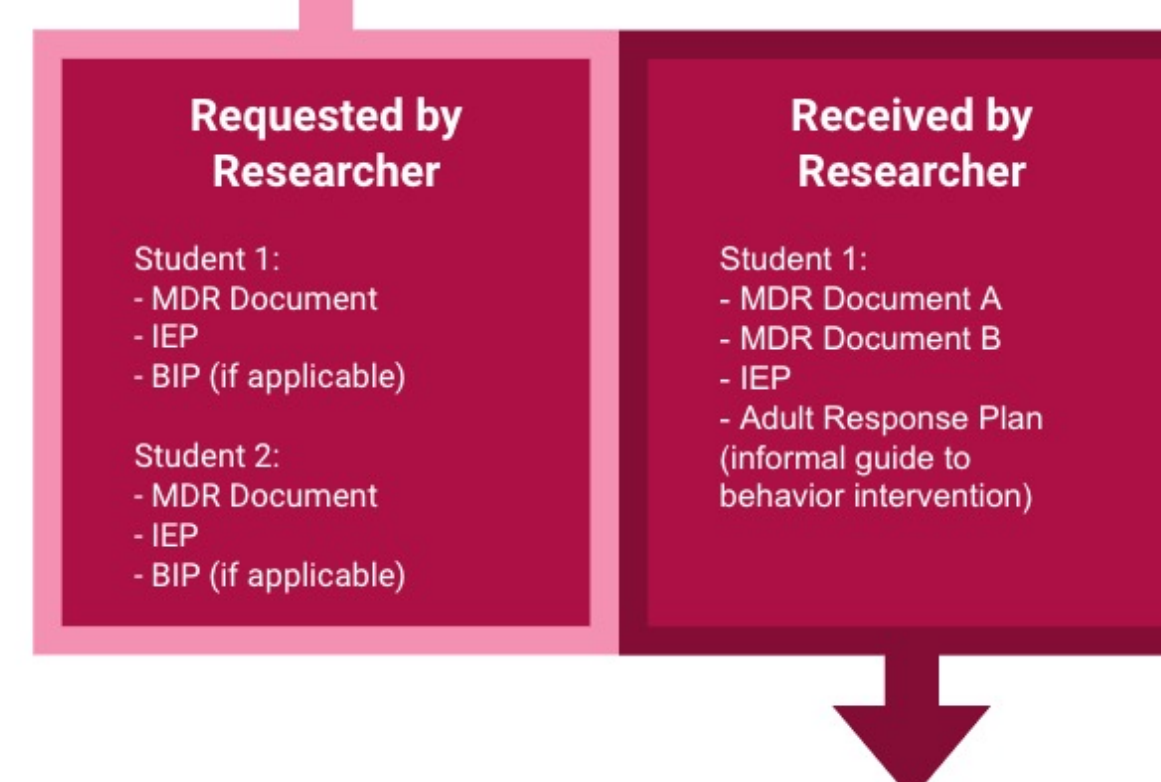 Requested by
Researcher
Student 1:
- MDR Document
- IEP
- BIP (if applicable)
Student 2:
- MDR Document
- IEP
- BIP (if applicable)
Received by
Researcher
Student 1:
- MDR Document A
- MDR Document B
- IEP
- Adult Response Plan
(informal guide to
behavior intervention)